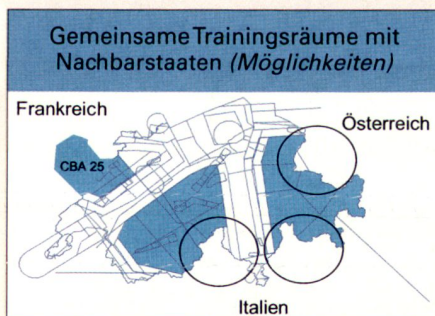 Gemeinsame Trainingsräume mit
Nachbarstaaten (Möglichkeiten)
Frankreich
Österreich
CBA 25
Italien